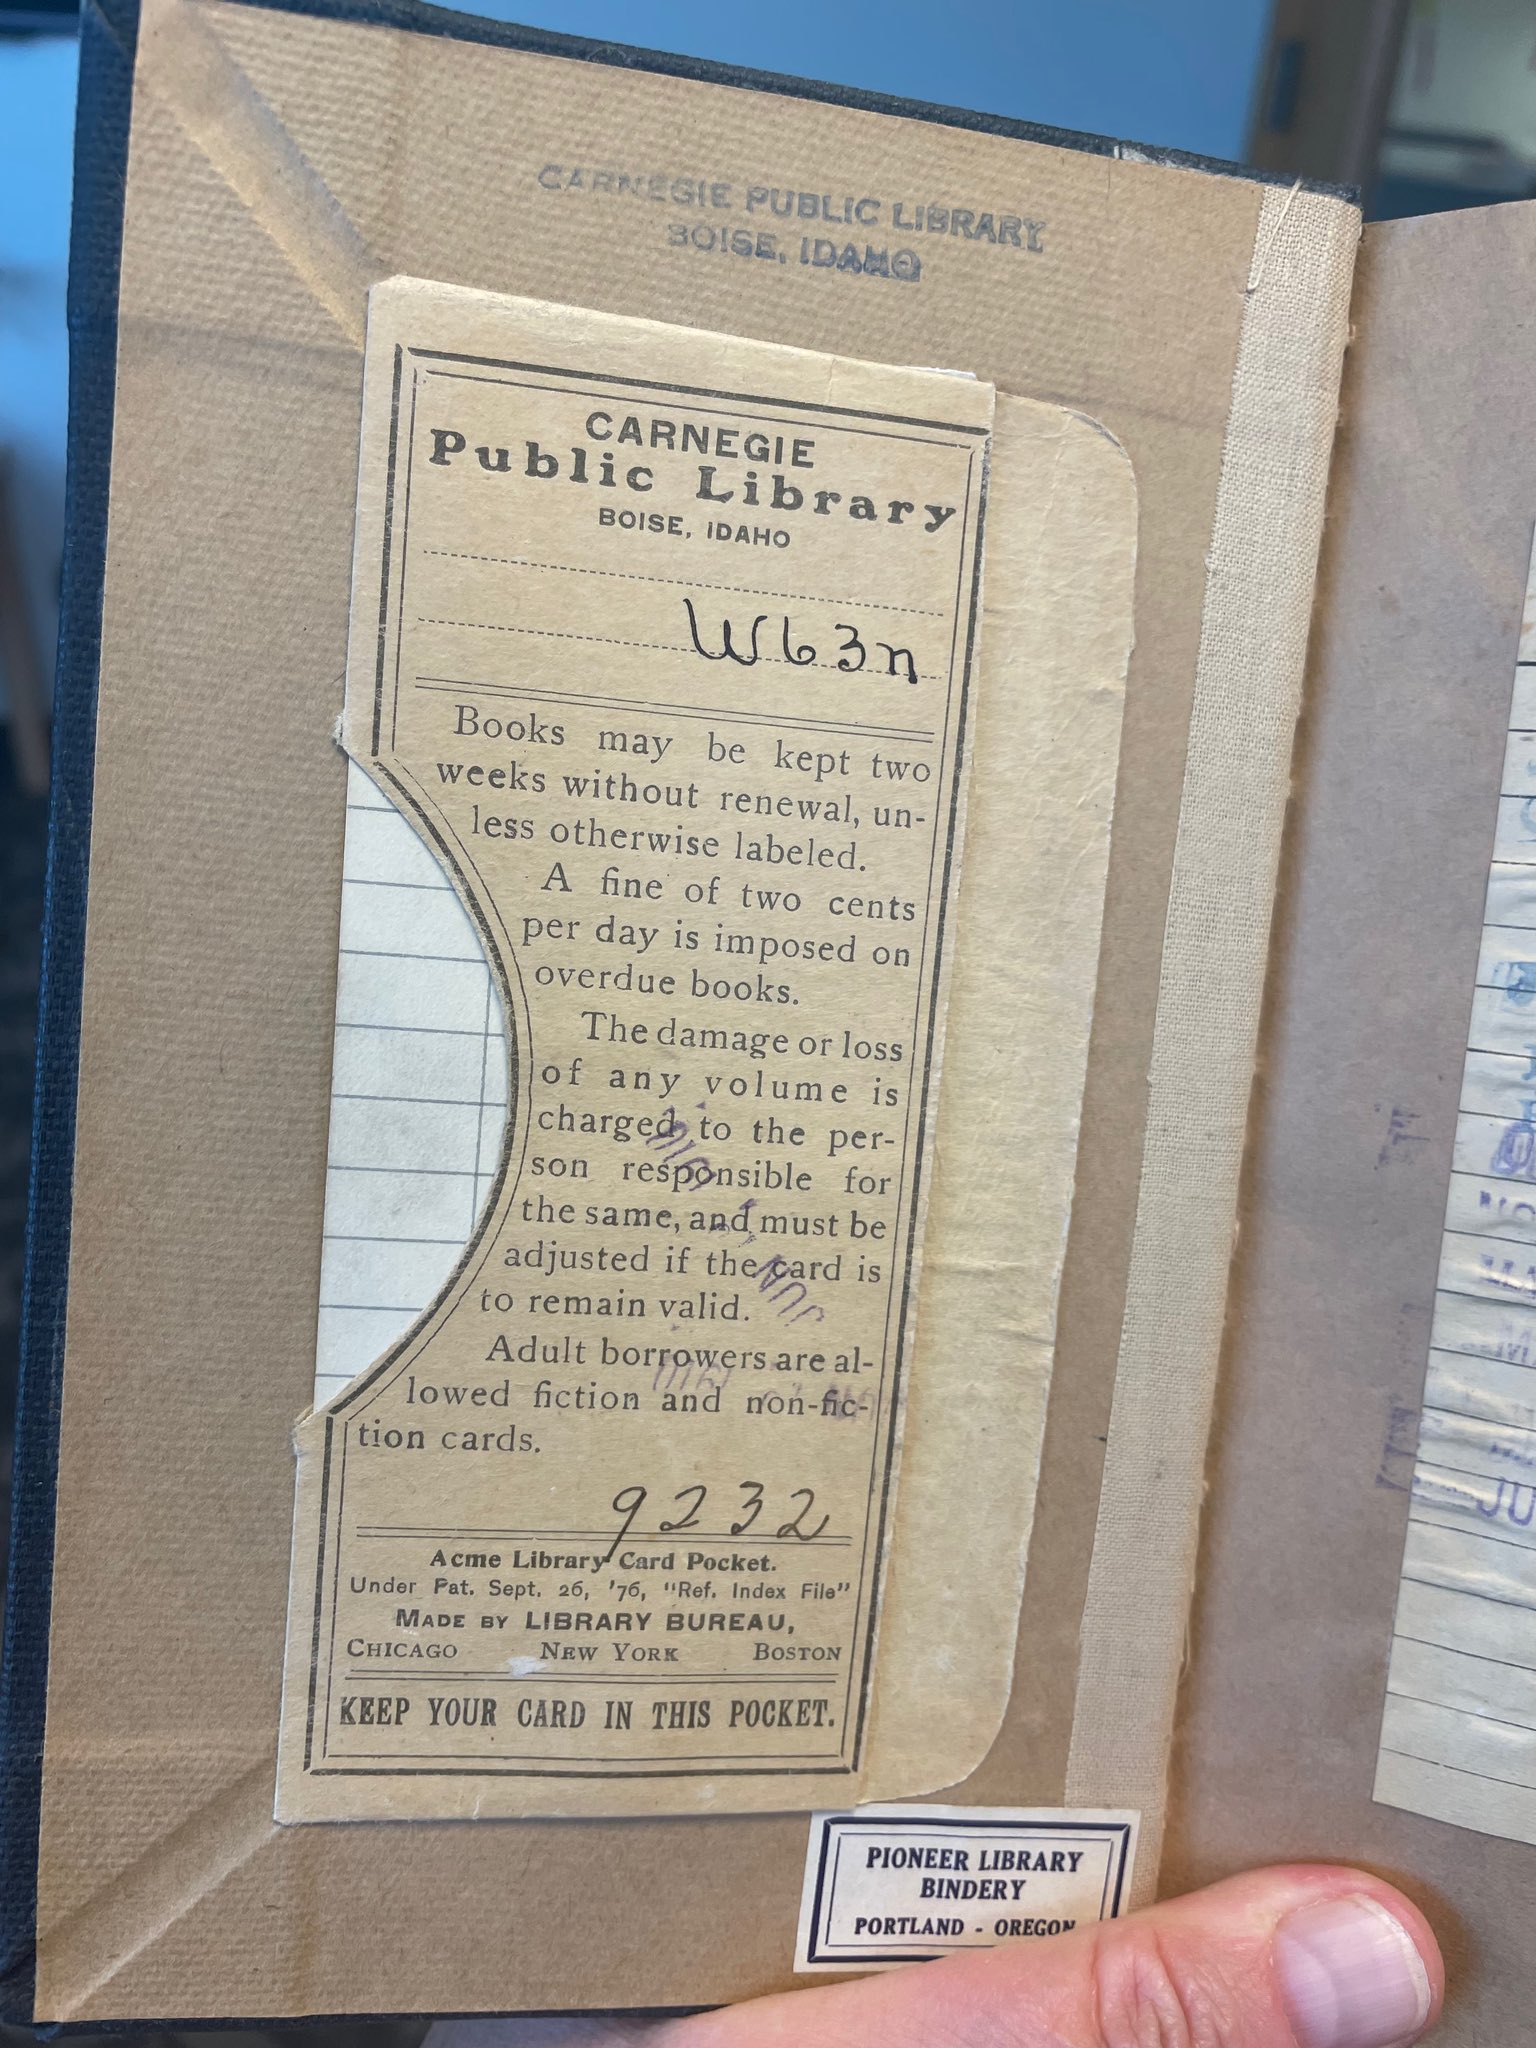 CARNEGIE PUBLIC LIBRARY
BOISE, IDAHO
CARNEGIE
Public Library
BOISE, IDAHO
W63n
Books may be kept two
weeks without renewal, un-
less otherwise labeled.
A fine of two cents
per day is imposed on
overdue books.
The damage or loss
of any volume is
charged to the per-
son responsible for
the same, and must be
adjusted if the card is
to remain valid.
Adult borrowers are al-
lowed fiction and non-fic-
tion cards.
9232
Acme Library Card Pocket.
Under Pat. Sept. 26, '76, "Ref. Index File"
MADE BY LIBRARY BUREAU,
CHICAGO NEW YORK BOSTON
KEEP YOUR CARD IN THIS POCKET.
PIONEER LIBRARY
BINDERY
PORTLAND - OREGON